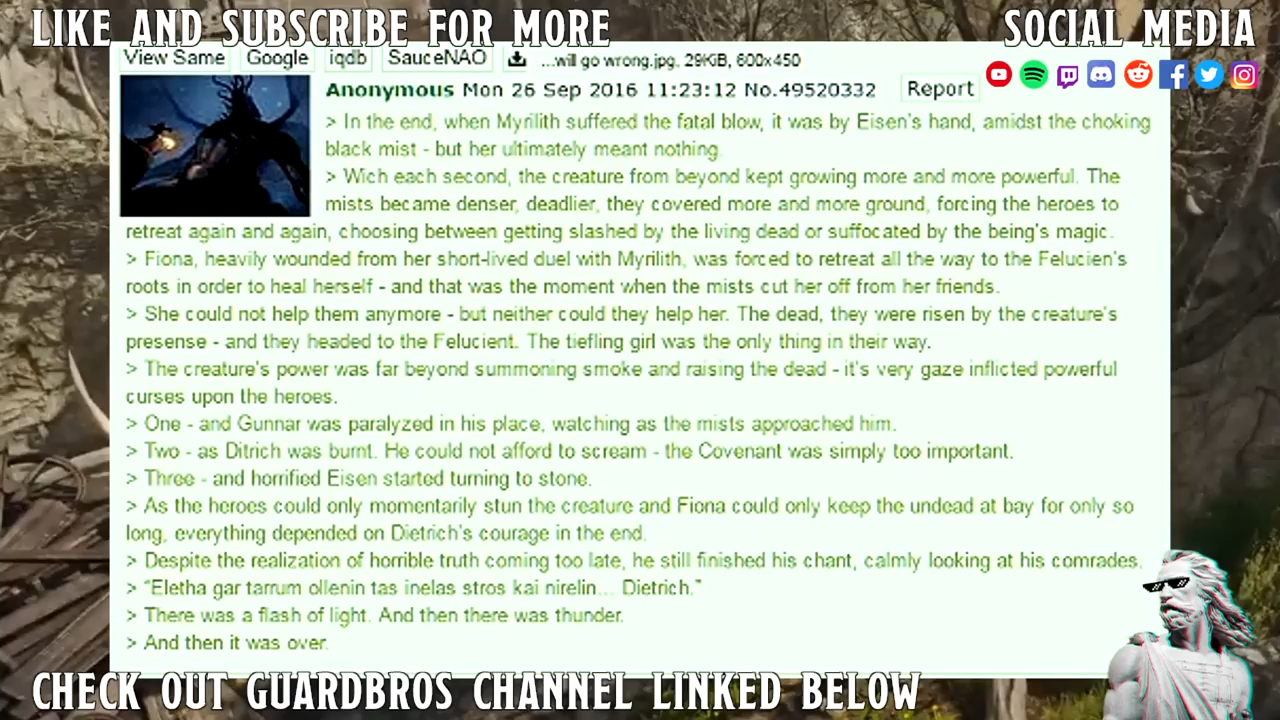 LIKE AND SUBSCRIBE FOR MORE
SOCIAL MEDIA
View Same Google iqdb SauceNAO ...will go wrong.jpg. 29KiB, 600x450
Anonymous Mon 26 Sep 2016 11:23:12 No.49520332 Report
> In the end, when Myrilith suffered the fatal blow, it was by Eisen's hand, amidst the choking
black mist - but her ultimately meant nothing.
> Wich each second, the creature from beyond kept growing more and more powerful. The
mists became denser, deadlier, they covered more and more ground, forcing the heroes to
retreat again and again, choosing between getting slashed by the living dead or suffocated by the being's magic.
> Fiona, heavily wounded from her short-lived duel with Myrilith, was forced to retreat all the way to the Felucien's
roots in order to heal herself - and that was the moment when the mists cut her off from her friends.
> She could not help them anymore - but neither could they help her. The dead, they were risen by the creature's
presense - and they headed to the Felucient. The tiefling girl was the only thing in their way.
> The creature's power was far beyond summoning smoke and raising the dead - it's very gaze inflicted powerful
curses upon the heroes.
> One - and Gunnar was paralyzed in his place, watching as the mists approached him.
> Two - as Ditrich was burnt. He could not afford to scream - the Covenant was simply too important.
> Three - and horrified Eisen started turning to stone.
> As the heroes could only momentarily stun the creature and Fiona could only keep the undead at bay for only so
long, everything depended on Dietrich's courage in the end.
> Despite the realization of horrible truth coming too late, he still finished his chant, calmly looking at his comrades.
> "Eletha gar tarrum ollenin tas inelas sitos kai nirelin... Dietrich."
> There was a flash of light. And then there was thunder.
> And then it was over.
CHECK OUT GUARDBROS CHANNEL LINKED BELOW